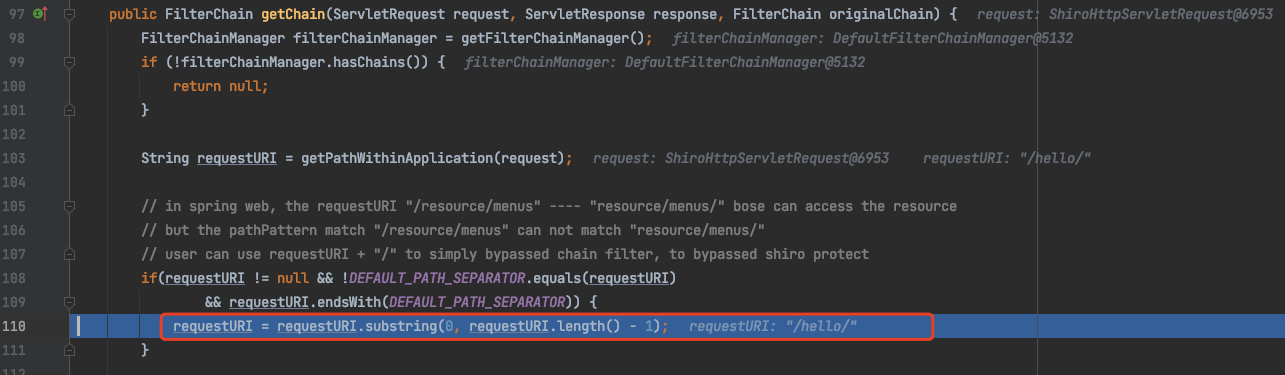 97 public FilterChain getChain(ServletRequest request, ServletResponse response, FilterChain originalChain) { request: ShiroHttpServletRequest@6953
98 FilterChainManager filterChainManager = getFilterChainManager(); filterChainManager: DefaultFilterChainManager@5132
99 if (!filterChainManager.hasChains()) { filterChainManager: DefaultFilterChainManager@5132
100 return null;
101 }
102
103 String requestURI = getPathWithinApplication(request); request: ShiroHttpServletRequest@6953 requestURI: "/hello/"
104
105 // in spring web, the requestURI "/resource/menus" ---- "resource/menus/" bose can access the resource
106 // but the pathPattern match "/resource/menus" can not match "resource/menus/"
107 // user can use requestURI + "/" to simply bypassed chain filter, to bypassed shiro protect
108 if(requestURI != null && !DEFAULT_PATH_SEPARATOR.equals(requestURI)
109 && requestURI.endsWith(DEFAULT_PATH_SEPARATOR)) {
110 requestURI = requestURI.substring(0, requestURI.length() - 1); requestURI: "/hello/"
111 }
112